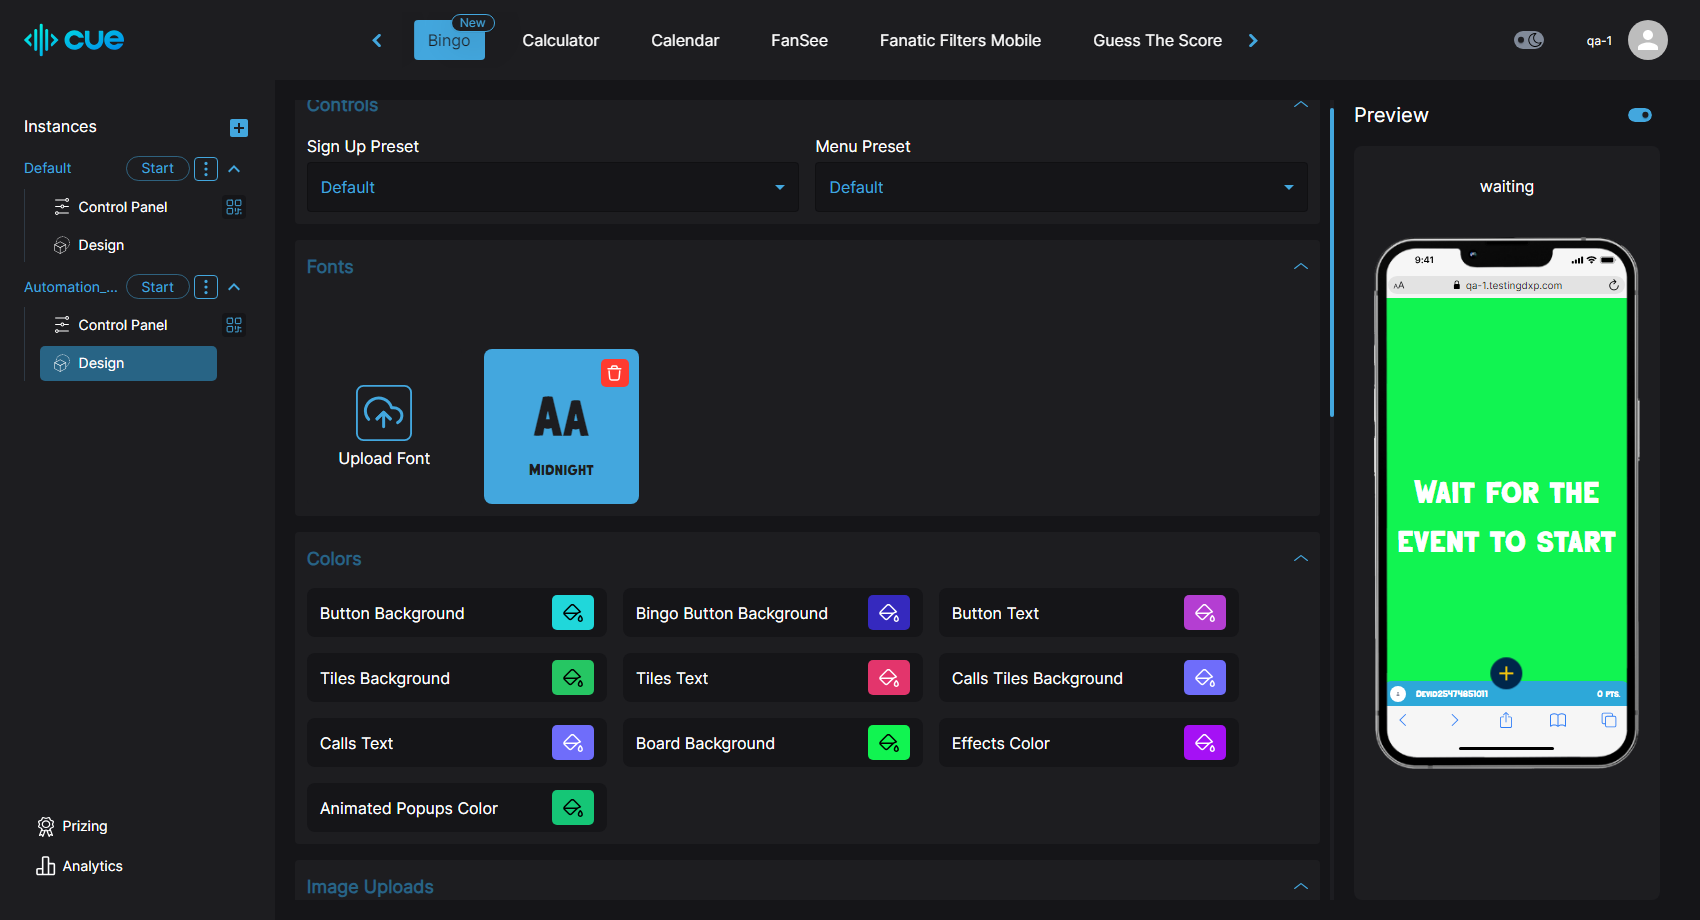 cue
Bingo
New
Calculator
Calendar
FanSee
Fanatic Filters Mobile
Guess The Score
qa-1
Instances
Default
Start
Control Panel
Design
Automation_...
Start
Control Panel
Design
Prizing
Analytics
Controls
Sign Up Preset
Menu Preset
Default
Default
Fonts
Upload Font
Aa
Midnight
Colors
Button Background
Bingo Button Background
Button Text
Tiles Background
Tiles Text
Calls Tiles Background
Calls Text
Board Background
Effects Color
Animated Popups Color
Image Uploads
Preview
waiting
9:41
AA
qa-1.testingdxp.com
Wait for the
event to start
Devid25474851011
0 pts.